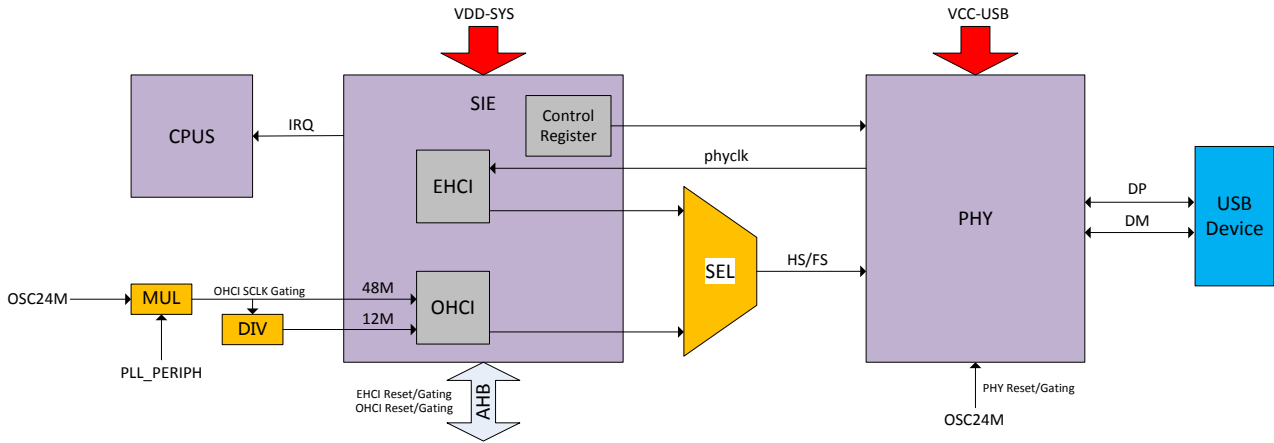 VDD-SYS
VCC-USB
SIE
Control
Register
CPUS
IRQ
phyclk
EHCI
PHY
DP
DM
USB
Device
SEL
HS/FS
OSC24M
MUL
OHCI SCLK Gating
48M
OHCI
DIV
12M
PLL_PERIPH
EHCI Reset/Gating
OHCI Reset/Gating
AHB
PHY Reset/Gating
OSC24M